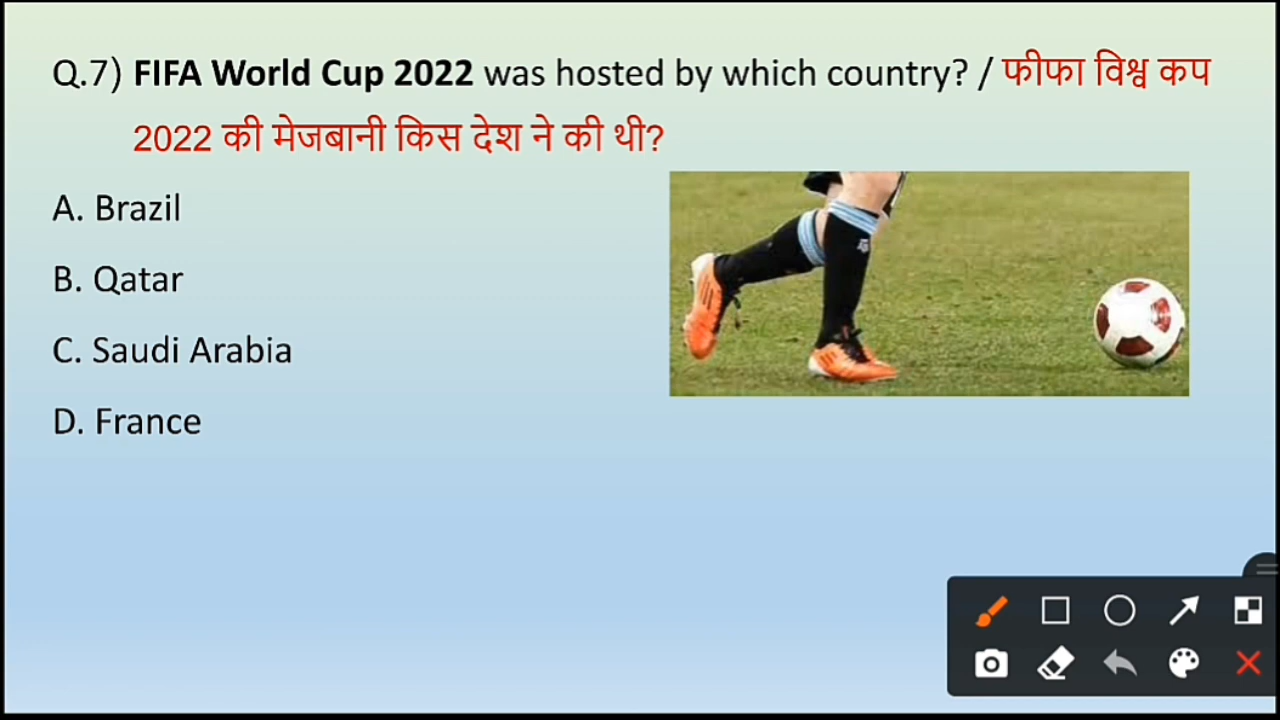 Q.7) FIFA World Cup 2022 was hosted by which country? / फीफा विश्व कप
2022 की मेजबानी किस देश ने की थी?
A. Brazil
B. Qatar
C. Saudi Arabia
D. France